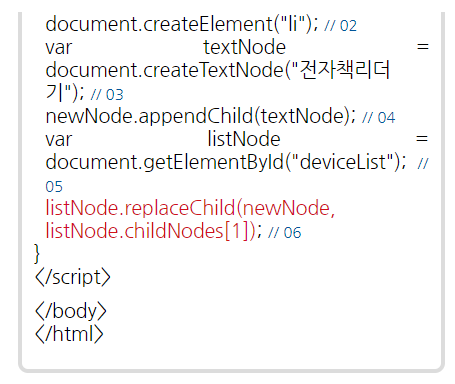 document.createElement("li"); // 02
var textNode =
document.createTextNode("전자책리더
기"); // 03
newNode.appendChild(textNode); // 04
var listNode =
document.getElementById("deviceList"); //
05
listNode.replaceChild(newNode,
listNode.childNodes[1]); // 06
}
</script>
</body>
</html>